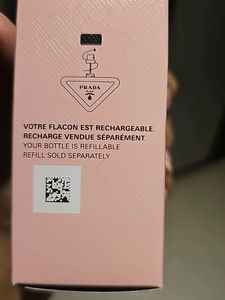 PRADA
VOTRE FLACON EST RECHARGEABLE.
RECHARGE VENDUE SÉPARÉMENT.
YOUR BOTTLE IS REFILLABLE.
REFILL SOLD SEPARATELY.